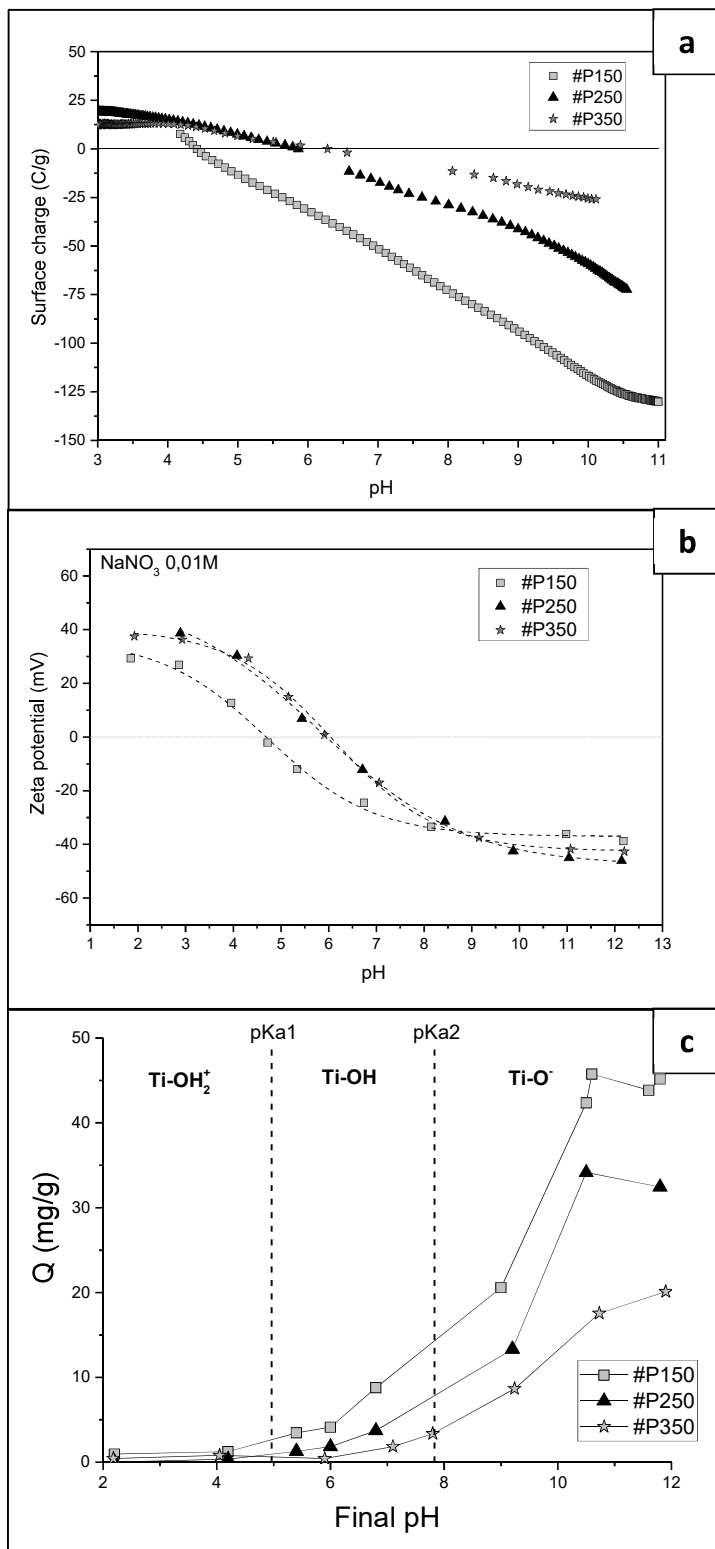 a
50
25
0
-25
-50
-75
-100
-125
-150
Surface charge (C/g)
#P150
#P250
#P350
3 4 5 6 7 8 9 10 11
pH
b
NaNO₃ 0,01M
60
40
20
0
-20
-40
-60
Zeta potential (mV)
#P150
#P250
#P350
1 2 3 4 5 6 7 8 9 10 11 12 13
pH
c
pKa1 pKa2
Ti-OH₂⁺ Ti-OH Ti-O⁻
50
40
30
20
10
0
Q (mg/g)
#P150
#P250
#P350
2 4 6 8 10 12
Final pH